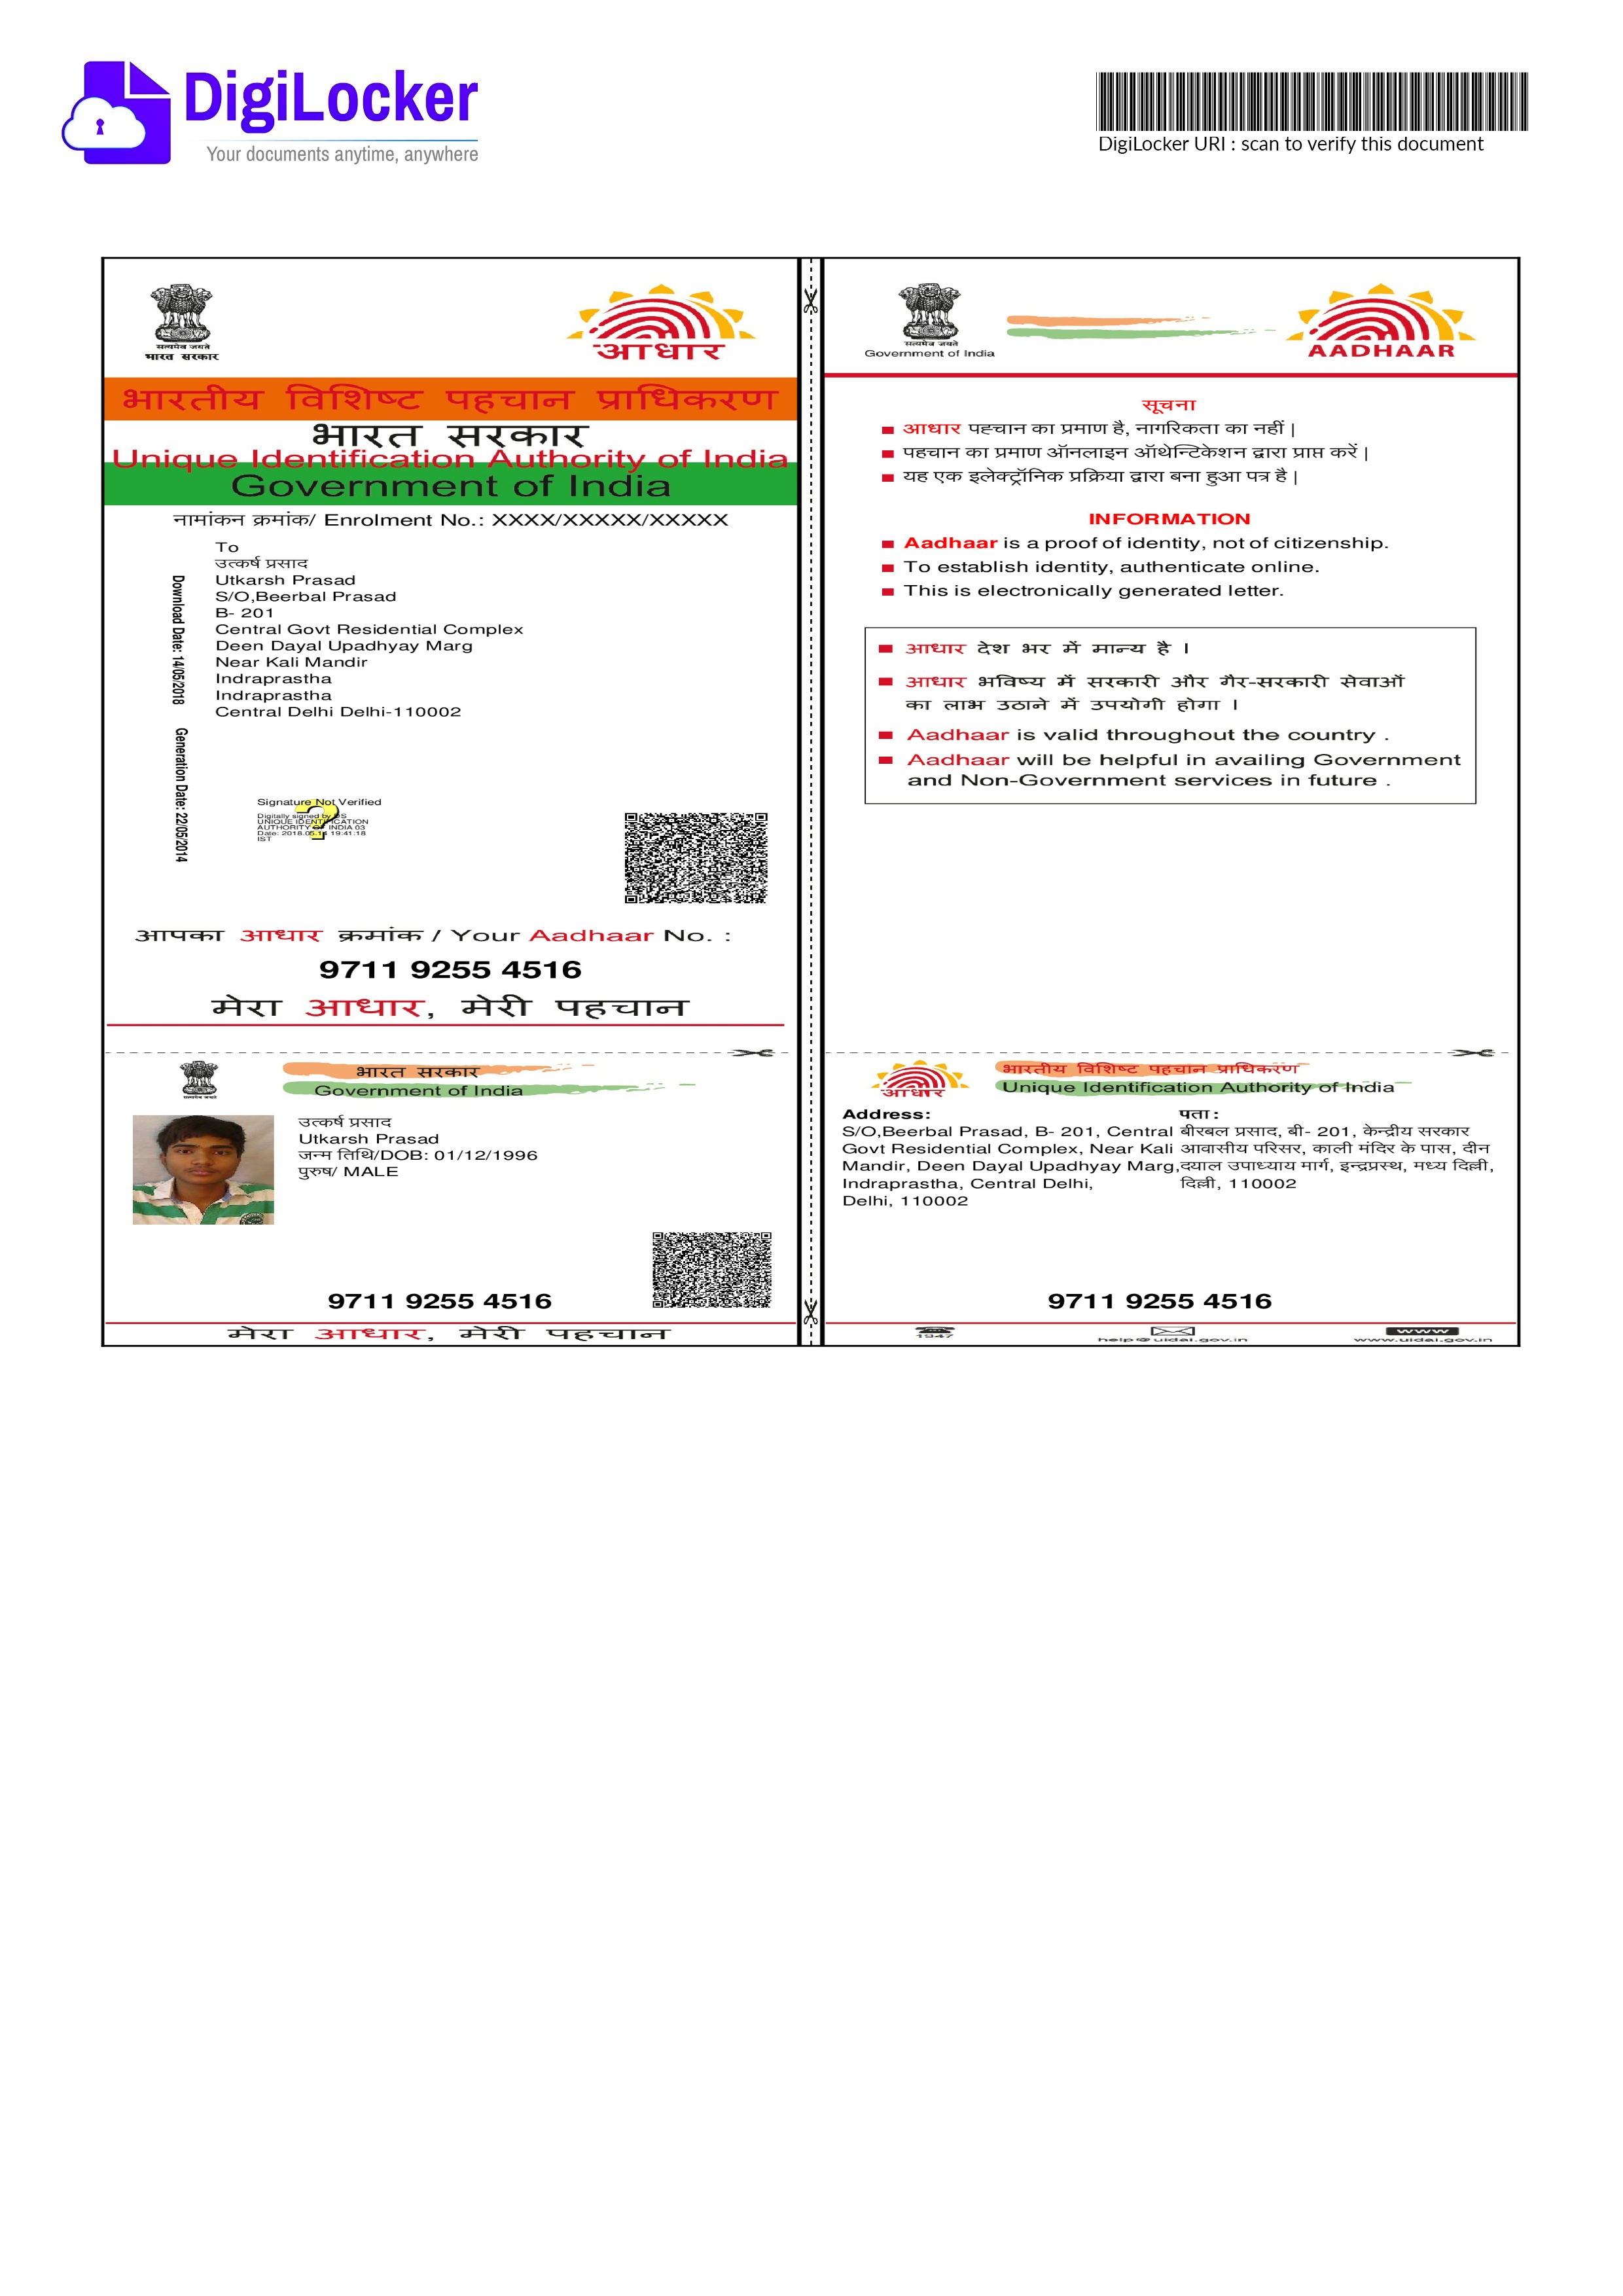 DigiLocker
Your documents anytime, anywhere
DigiLocker URI : scan to verify this document
सत्यमेव जयते
भारत सरकार
आधार
भारतीय विशिष्ट पहचान प्राधिकरण
भारत सरकार
Unique Identification Authority of India
Government of India
नामांकन क्रमांक/ Enrolment No.: XXXX/XXXXX/XXXXX
To
उत्कर्ष प्रसाद
Utkarsh Prasad
S/O,Beerbal Prasad
B- 201
Central Govt Residential Complex
Deen Dayal Upadhyay Marg
Near Kali Mandir
Indraprastha
Indraprastha
Central Delhi Delhi-110002
Download Date: 14/05/2018
Generation Date: 22/05/2014
Signature Not Verified
Digitally signed by DS
UNIQUE IDENTIFICATION
AUTHORITY OF INDIA 03
Date: 2018.05.14 19:41:18
IST
आपका आधार क्रमांक / Your Aadhaar No. :
9711 9255 4516
मेरा आधार, मेरी पहचान
भारत सरकार
Government of India
उत्कर्ष प्रसाद
Utkarsh Prasad
जन्म तिथि/DOB: 01/12/1996
पुरुष/ MALE
9711 9255 4516
मेरा आधार, मेरी पहचान
सत्यमेव जयते
Government of India
AADHAAR
सूचना
आधार पह्चान का प्रमाण है, नागरिकता का नहीं |
पहचान का प्रमाण ऑनलाइन ऑथेन्टिकेशन द्वारा प्राप्त करें |
यह एक इलेक्ट्रॉनिक प्रक्रिया द्वारा बना हुआ पत्र है |
INFORMATION
Aadhaar is a proof of identity, not of citizenship.
To establish identity, authenticate online.
This is electronically generated letter.
आधार देश भर में मान्य है ।
आधार भविष्य में सरकारी और गैर-सरकारी सेवाओं
का लाभ उठाने में उपयोगी होगा ।
Aadhaar is valid throughout the country .
Aadhaar will be helpful in availing Government
and Non-Government services in future .
आधार
भारतीय विशिष्ट पहचान प्राधिकरण
Unique Identification Authority of India
Address:
S/O,Beerbal Prasad, B- 201, Central
Govt Residential Complex, Near Kali
Mandir, Deen Dayal Upadhyay Marg,
Indraprastha, Central Delhi,
Delhi, 110002
पता :
बीरबल प्रसाद, बी- 201, केन्द्रीय सरकार
आवासीय परिसर, काली मंदिर के पास, दीन
दयाल उपाध्याय मार्ग, इन्द्रप्रस्थ, मध्य दिल्ली,
दिल्ली, 110002
9711 9255 4516
1947
help@uidai.gov.in
www
www.uidai.gov.in